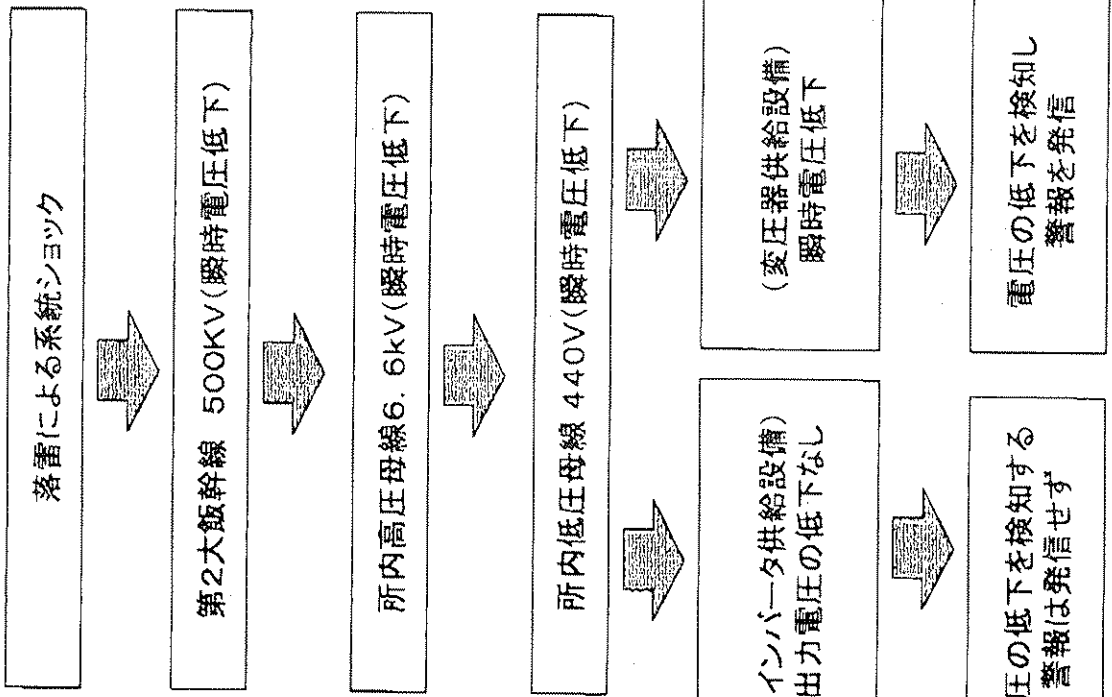 落雷による系統ショック
第2大飯幹線 500KV(瞬時電圧低下)
所内高圧母線6.6kV(瞬時電圧低下)
所内低圧母線 440V(瞬時電圧低下)
インバータ供給設備)
出力電圧の低下なし
(変圧器供給設備)
瞬時電圧低下
圧の低下を検知する
警報は発信せず
電圧の低下を検知し
警報を発信